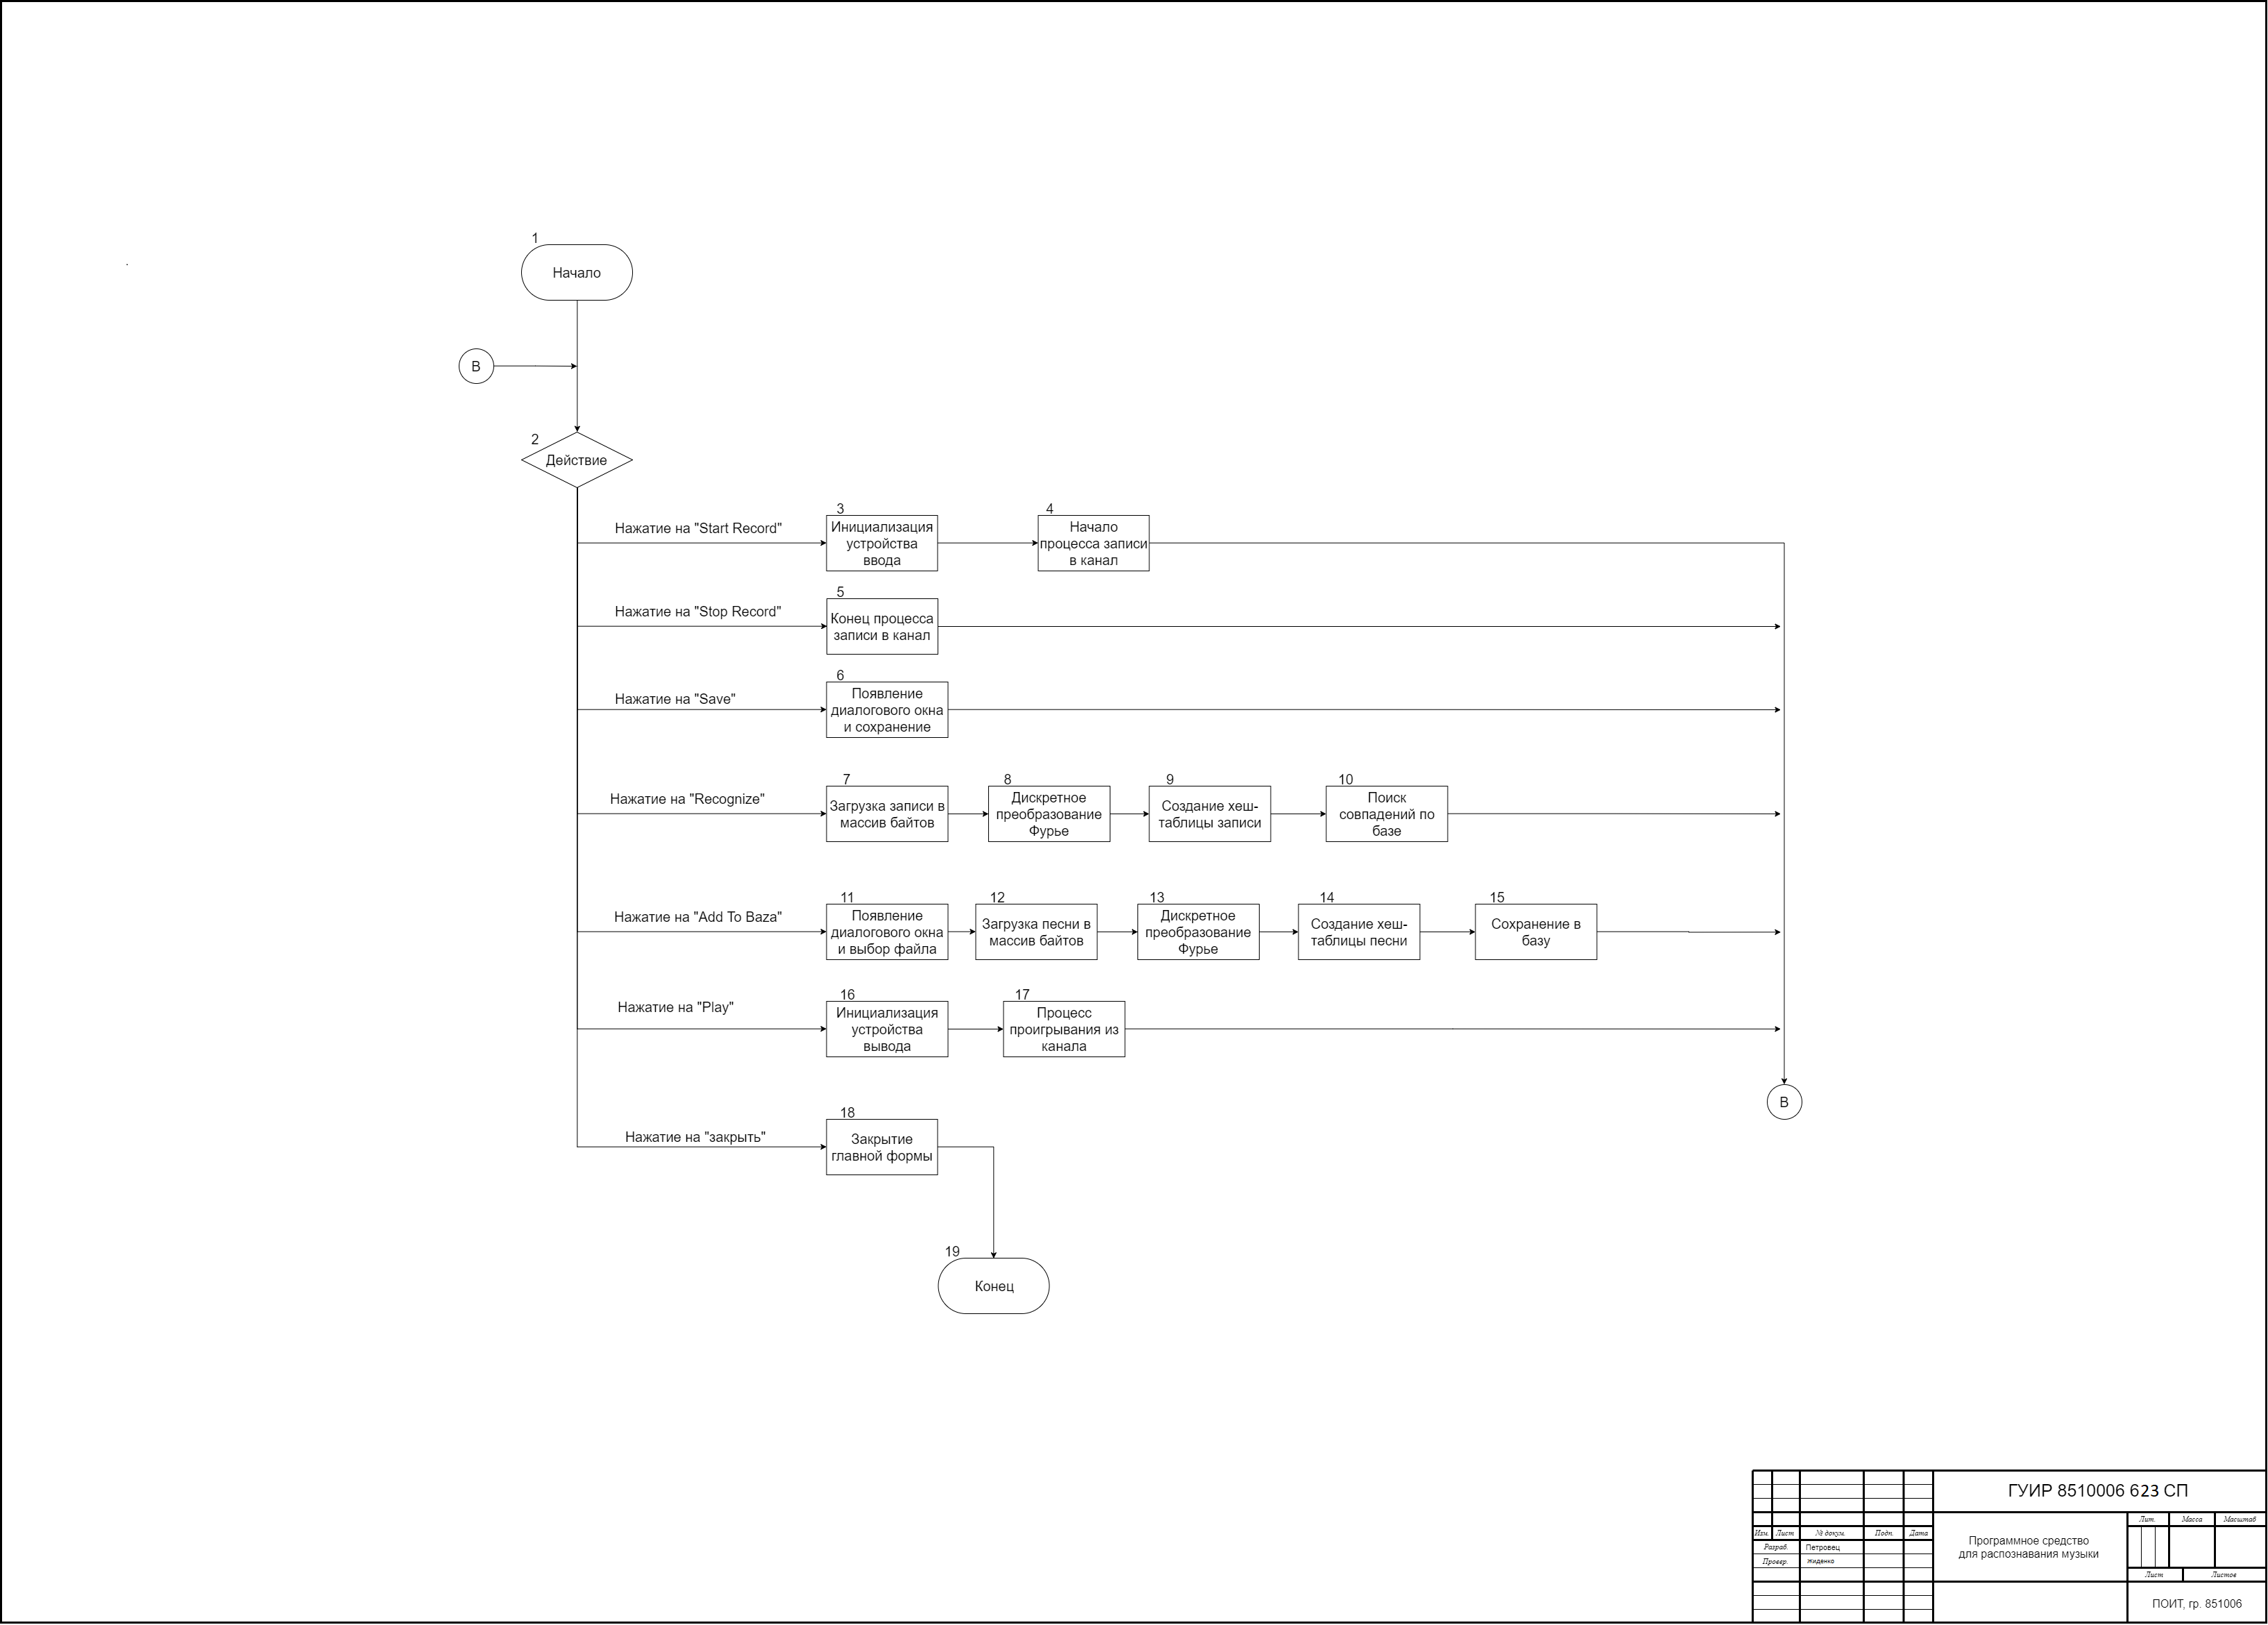 1
Начало
В
2
Действие
Нажатие на "Start Record"
3
Инициализация
устройства
ввода
4
Начало
процесса записи
в канал
Нажатие на "Stop Record"
5
Конец процесса
записи в канал
Нажатие на "Save"
6
Появление
диалогового окна
и сохранение
Нажатие на "Recognize"
7
Загрузка записи в
массив байтов
8
Дискретное
преобразование
Фурье
9
Создание хеш-
таблицы записи
10
Поиск
совпадений по
базе
Нажатие на "Add To Baza"
11
Появление
диалогового окна
и выбор файла
12
Загрузка песни в
массив байтов
13
Дискретное
преобразование
Фурье
14
Создание хеш-
таблицы песни
15
Сохранение в
базу
Нажатие на "Play"
16
Инициализация
устройства
вывода
17
Процесс
проигрывания из
канала
В
Нажатие на "закрыть"
18
Закрытие
главной формы
19
Конец
ГУИР 8510006 623 СП
Изм. Лист № докум. Подп. Дата
Разраб. Петровец
Провер. Жиденко
Программное средство
для распознавания музыки
Лит. Масса Масштаб
Лист Листов
ПОИТ, гр. 851006